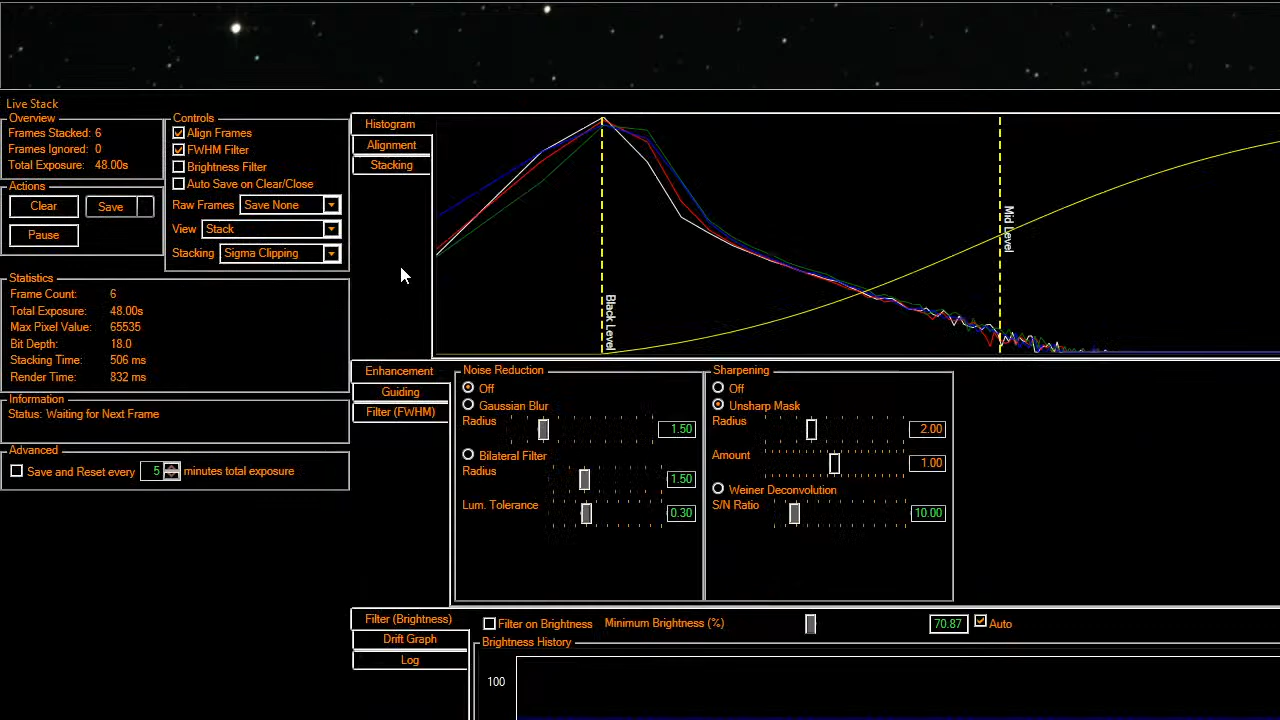 Live Stack
Overview
Frames Stacked: 6
Frames Ignored: 0
Total Exposure: 48.00s
Actions
Clear
Save
Pause
Controls
Align Frames
FWHM Filter
Brightness Filter
Auto Save on Clear/Close
Raw Frames Save None
View Stack
Stacking Sigma Clipping
Statistics
Frame Count: 6
Total Exposure: 48.00s
Max Pixel Value: 65535
Bit Depth: 18.0
Stacking Time: 506 ms
Render Time: 832 ms
Information
Status: Waiting for Next Frame
Advanced
Save and Reset every 5 minutes total exposure
Histogram
Alignment
Stacking
Black Level
Mid Level
Enhancement
Guiding
Filter (FWHM)
Noise Reduction
Off
Gaussian Blur
Radius 1.50
Bilateral Filter
Radius 1.50
Lum. Tolerance 0.30
Sharpening
Off
Unsharp Mask
Radius 2.00
Amount 1.00
Weiner Deconvolution
S/N Ratio 10.00
Filter (Brightness)
Drift Graph
Log
Filter on Brightness Minimum Brightness (%) 70.87 Auto
Brightness History
100